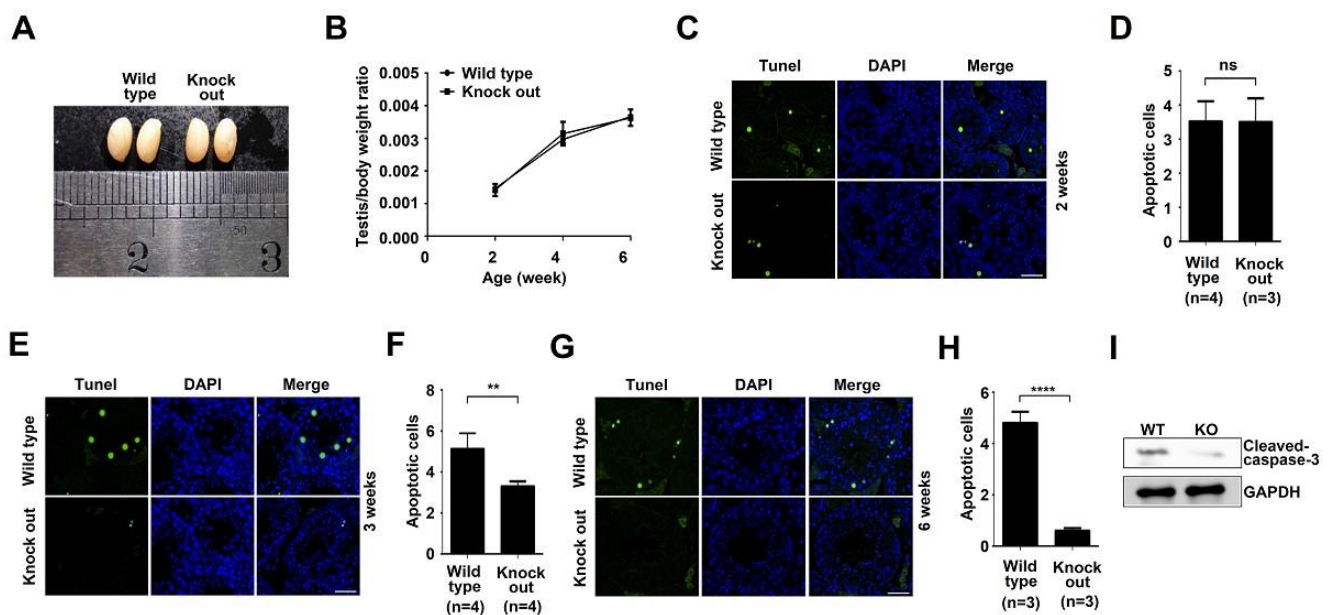 A
Wild type
Knock out
2
50
3
B
Testis/body weight ratio
0.005
0.004
0.003
0.002
0.001
0.000
Wild type
Knock out
0
2
4
6
Age (week)
C
Tunel
DAPI
Merge
Wild type
Knock out
2 weeks
D
Apoptotic cells
5
4
3
2
1
0
ns
Wild type (n=4)
Knock out (n=3)
E
Tunel
DAPI
Merge
Wild type
Knock out
3 weeks
F
Apoptotic cells
8
6
4
2
0
**
Wild type (n=4)
Knock out (n=4)
G
Tunel
DAPI
Merge
Wild type
Knock out
6 weeks
H
Apoptotic cells
6
4
2
0
****
Wild type (n=3)
Knock out (n=3)
I
WT
KO
Cleaved-
caspase-3
GAPDH